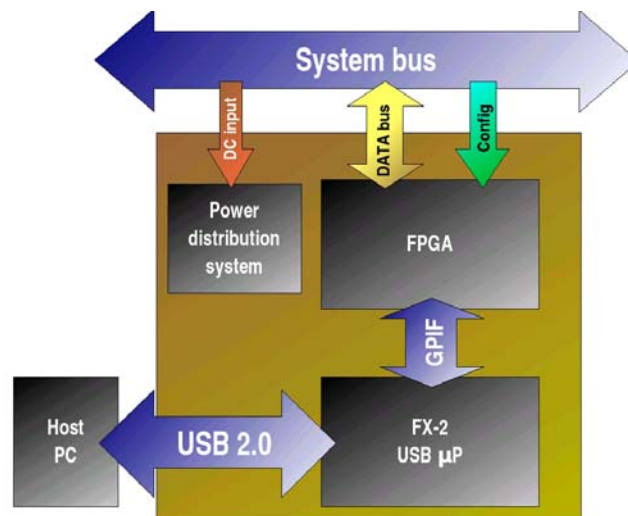 System bus
DC input
DATA bus
Config
Power
distribution
system
FPGA
GPIF
Host
PC
USB 2.0
FX-2
USB µP